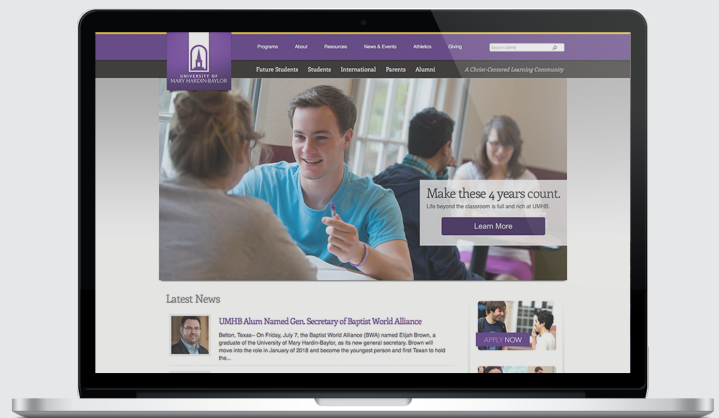 Programs About Resources News & Events Athletics Giving Search UMHB
UNIVERSITY OF
MARY HARDIN-BAYLOR
Future Students Students International Parents Alumni A Christ-Centered Learning Community
Make these 4 years count.
Life beyond the classroom is full and rich at UMHB.
Learn More
Latest News
UMHB Alum Named Gen. Secretary of Baptist World Alliance
Belton, Texas– On Friday, July 7, the Baptist World Alliance (BWA) named Elijah Brown, a
graduate of the University of Mary Hardin-Baylor, as its new general secretary. Brown will
move into the role in January of 2018 and become the youngest person and first Texan to hold
the...
APPLY NOW